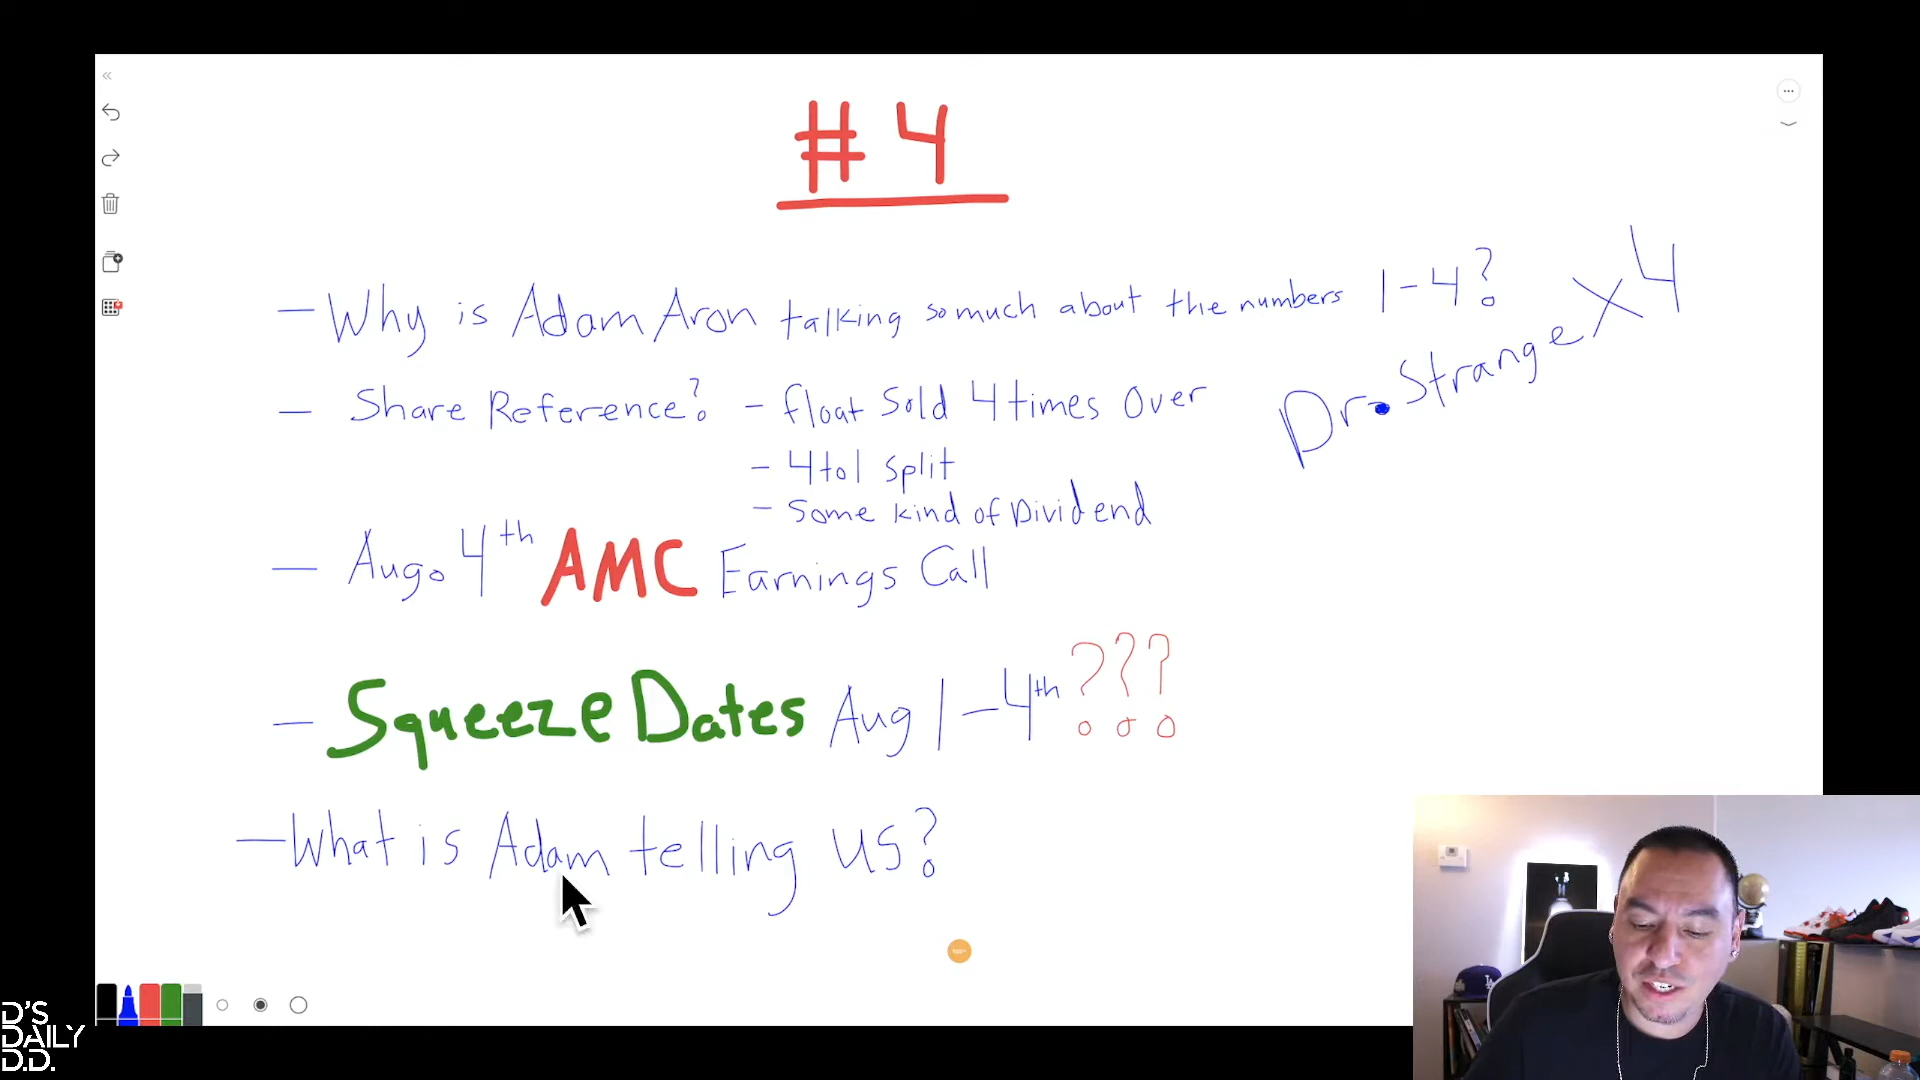 # 4
- Why is Adam Aron talking so much about the numbers 1-4?
Dr. Strange x4
- Share Reference? - float Sold 4 times Over
- 4 to 1 split
- Some kind of Dividend
- Aug. 4th AMC Earnings Call
- Squeeze Dates Aug 1-4th ???
- What is Adam telling us?
D'S
DAILY
D.D.